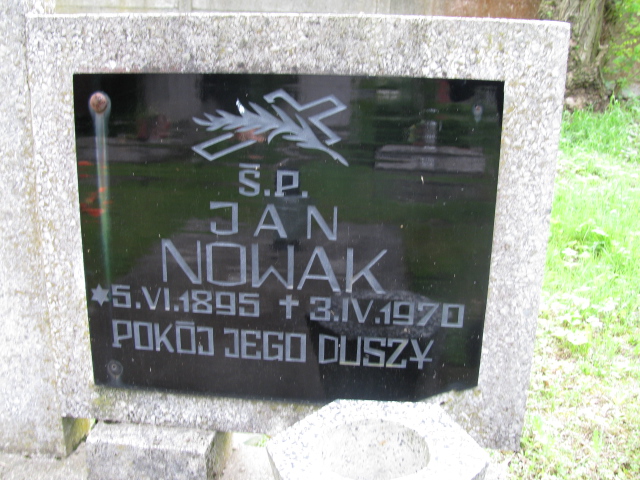 Ś.P.
JAN
NOWAK
✶5.VI.1895 ✝ 3.IV.1970
POKÓJ JEGO DUSZY